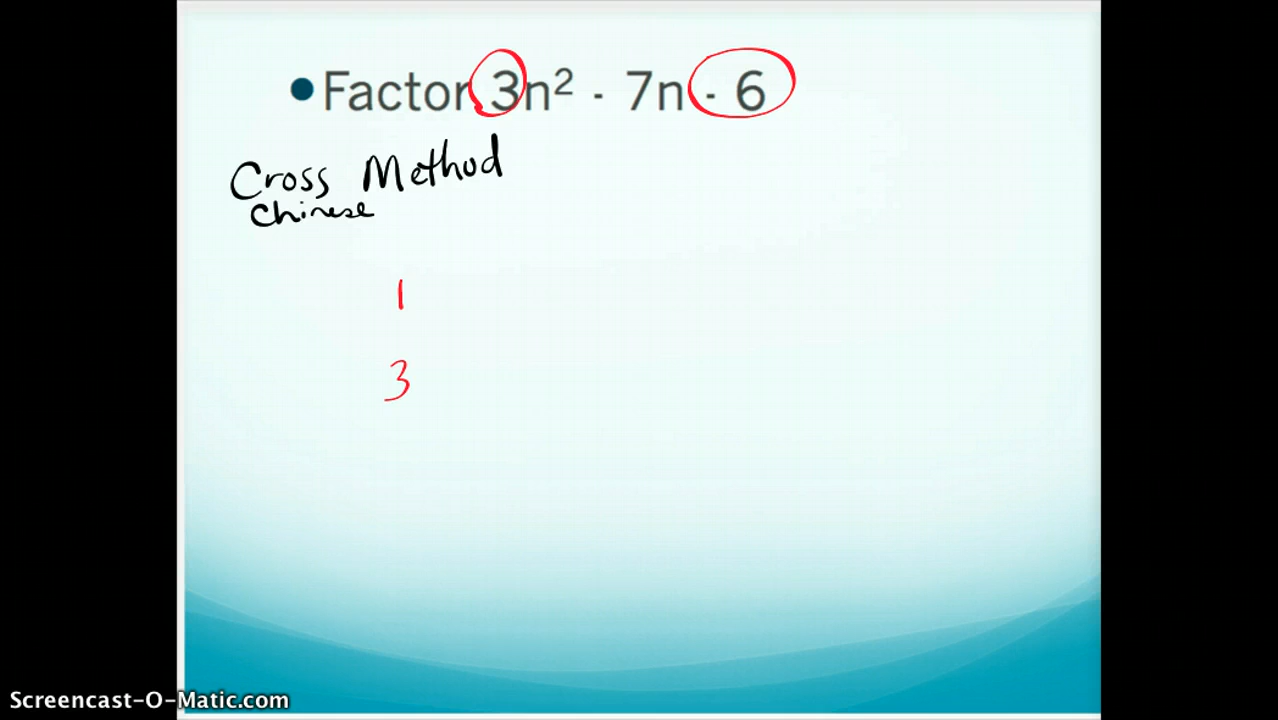 •Factor 3n² - 7n - 6
Cross Method
Chinese
1
3
Screencast-O-Matic.com